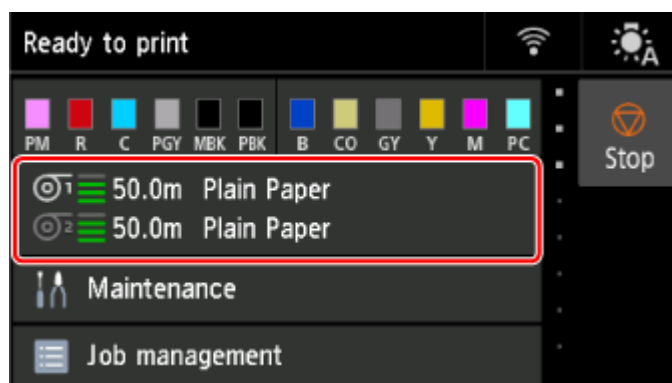 Ready to print
A
PM R C PGY MBK PBK B CO GY Y M PC
Stop
1 50.0m Plain Paper
2 50.0m Plain Paper
Maintenance
Job management